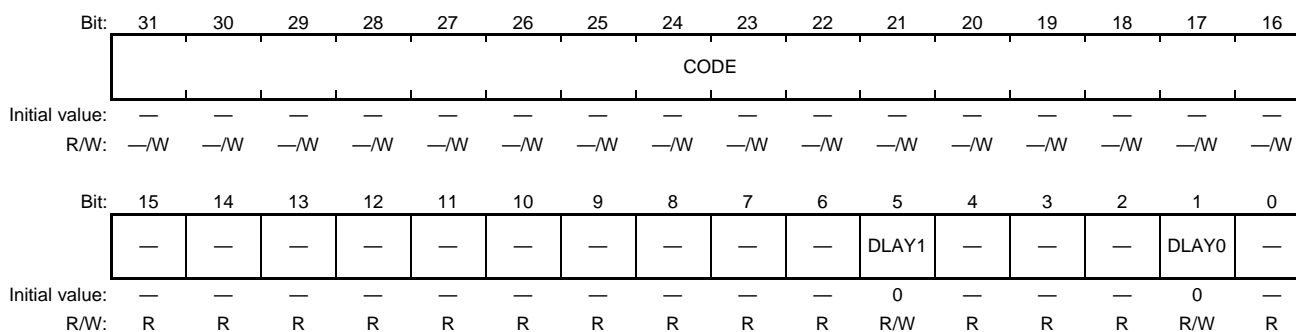 Bit: 31 30 29 28 27 26 25 24 23 22 21 20 19 18 17 16
CODE
Initial value: — — — — — — — — — — — — — — — —
R/W: —/W —/W —/W —/W —/W —/W —/W —/W —/W —/W —/W —/W —/W —/W —/W —/W
Bit: 15 14 13 12 11 10 9 8 7 6 5 4 3 2 1 0
— — — — — — — — — — DLAY1 — — — DLAY0 —
Initial value: — — — — — — — — — — 0 — — — 0 —
R/W: R R R R R R R R R R R/W R R R R/W R